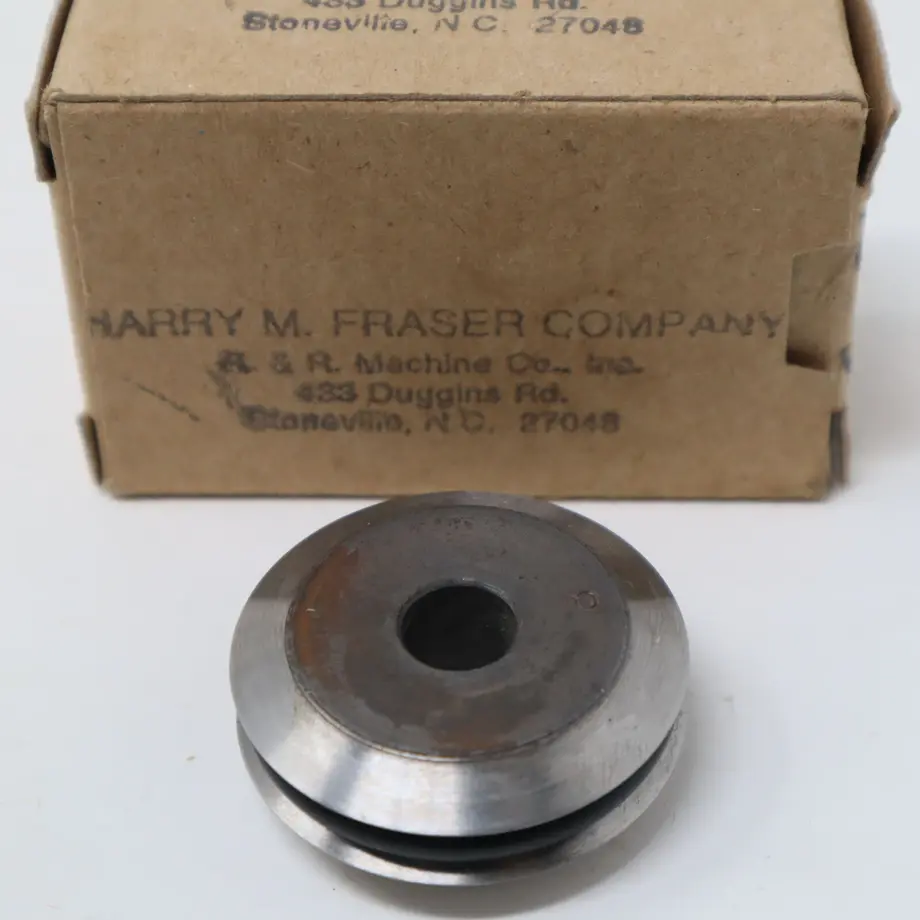 433 Duggins Rd.
Stoneville, N C. 27048
HARRY M. FRASER COMPANY
R. & R. Machine Co., Inc.
433 Duggins Rd.
Stoneville, N C. 27048